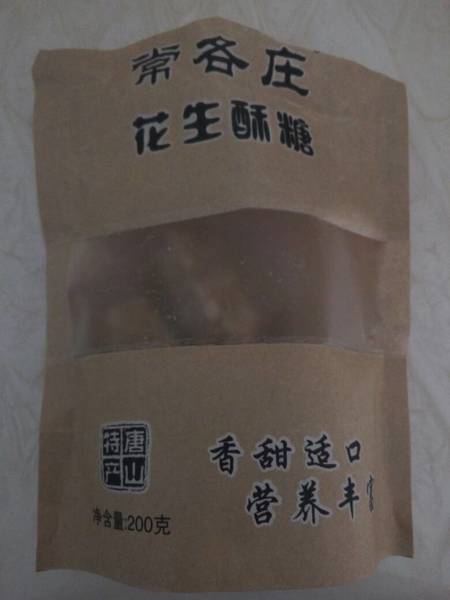 常各庄
花生酥糖
唐山
特产
净含量:200克
香甜适口
营养丰富